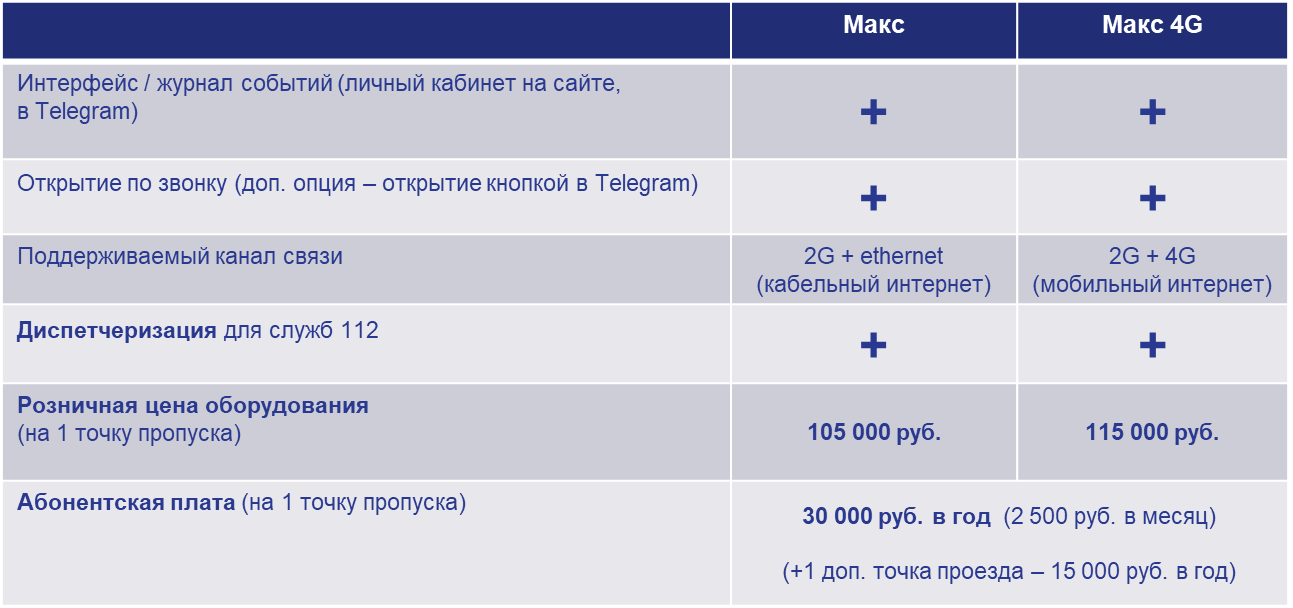 Макс
Макс 4G
Интерфейс / журнал событий (личный кабинет на сайте,
в Telegram)
+
+
Открытие по звонку (доп. опция – открытие кнопкой в Telegram)
+
+
Поддерживаемый канал связи
2G + ethernet
(кабельный интернет)
2G + 4G
(мобильный интернет)
Диспетчеризация для служб 112
+
+
Розничная цена оборудования
(на 1 точку пропуска)
105 000 руб.
115 000 руб.
Абонентская плата (на 1 точку пропуска)
30 000 руб. в год (2 500 руб. в месяц)
(+1 доп. точка проезда – 15 000 руб. в год)